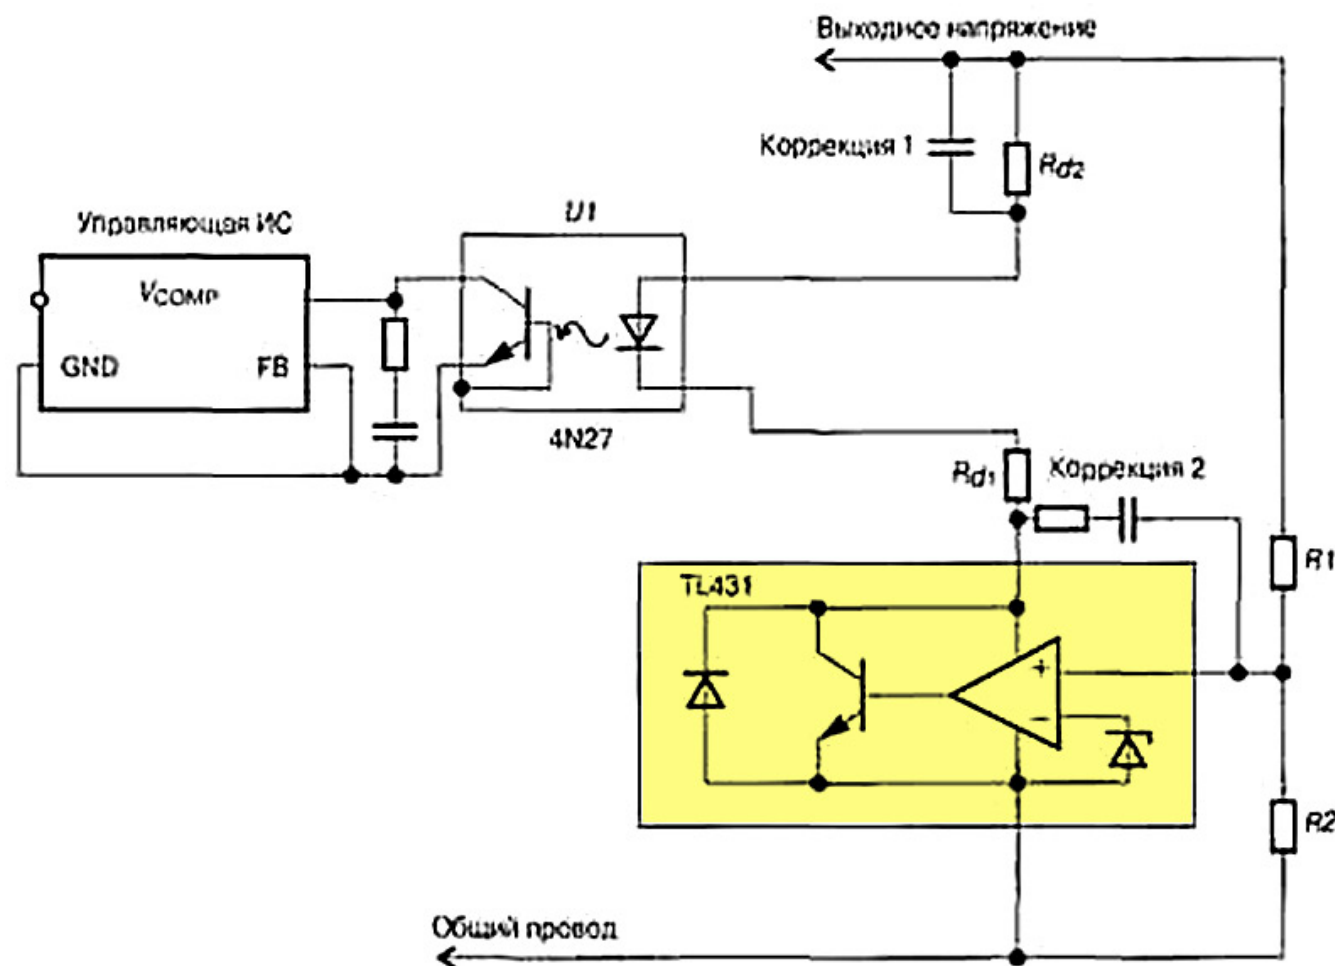 Выходное напряжение
Коррекция 1
Rd2
Управляющая ИС
U1
VCOMP
GND
FB
4N27
Rd1
Коррекция 2
R1
TL431
+
−
R2
Общий провод